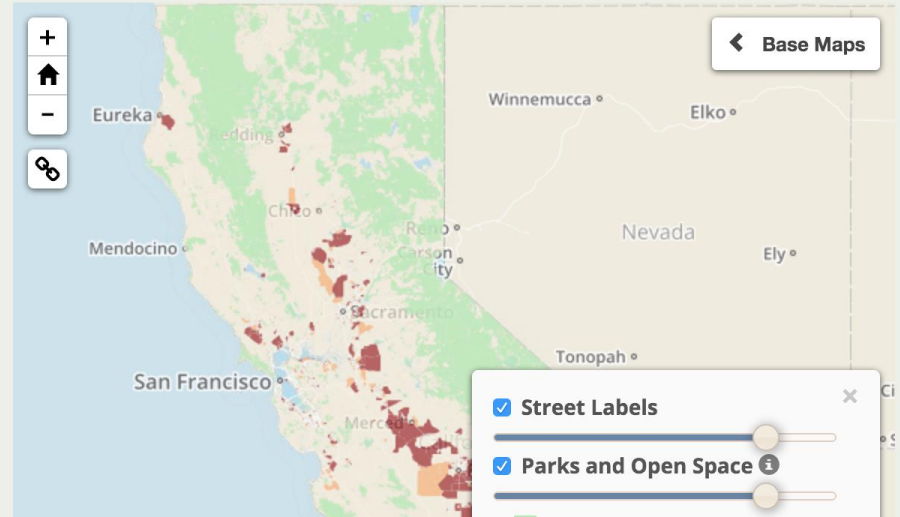 +
Base Maps
−
Winnemucca
Elko
Eureka
Redding
Chico
Reno
Nevada
Mendocino
Carson
City
Ely
Sacramento
Tonopah
San Francisco
Ci
×
Street Labels
Merced
Parks and Open Space i